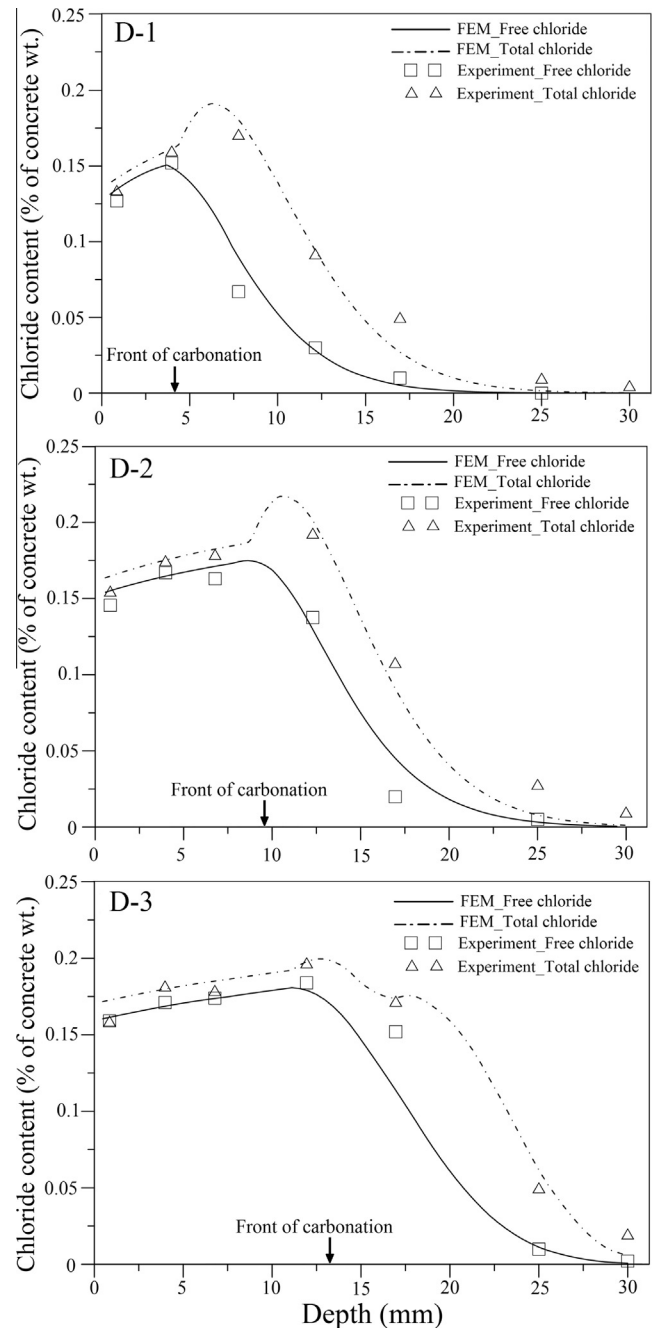 D-1
FEM_Free chloride
FEM_Total chloride
Experiment_Free chloride
Experiment_Total chloride
Chloride content (% of concrete wt.)
0.25
0.2
0.15
0.1
0.05
0
Front of carbonation
0 5 10 15 20 25 30
D-2
FEM_Free chloride
FEM_Total chloride
Experiment_Free chloride
Experiment_Total chloride
Chloride content (% of concrete wt.)
0.25
0.2
0.15
0.1
0.05
0
Front of carbonation
0 5 10 15 20 25 30
D-3
FEM_Free chloride
FEM_Total chloride
Experiment_Free chloride
Experiment_Total chloride
Chloride content (% of concrete wt.)
0.25
0.2
0.15
0.1
0.05
0
Front of carbonation
0 5 10 15 20 25 30
Depth (mm)